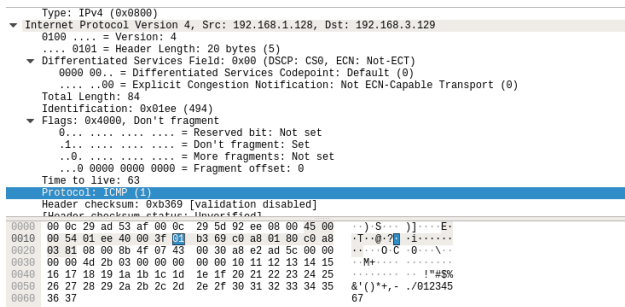 Type: IPv4 (0x0800)
Internet Protocol Version 4, Src: 192.168.1.128, Dst: 192.168.3.129
0100 .... = Version: 4
.... 0101 = Header Length: 20 bytes (5)
Differentiated Services Field: 0x00 (DSCP: CS0, ECN: Not-ECT)
0000 00.. = Differentiated Services Codepoint: Default (0)
.... ..00 = Explicit Congestion Notification: Not ECN-Capable Transport (0)
Total Length: 84
Identification: 0x01ee (494)
Flags: 0x4000, Don't fragment
0... .... .... .... = Reserved bit: Not set
.1.. .... .... .... = Don't fragment: Set
..0. .... .... .... = More fragments: Not set
...0 0000 0000 0000 = Fragment offset: 0
Time to live: 63
Protocol: ICMP (1)
Header checksum: 0xb369 [validation disabled]
[Header checksum status: Unverified]
0000 00 0c 29 ad 53 af 00 0c 29 5d 92 ee 08 00 45 00 ··)·S··· )]····E·
0010 00 54 01 ee 40 00 3f 01 b3 69 c0 a8 01 80 c0 a8 ·T··@·?· ·i······
0020 03 81 08 00 8b 4f 07 43 00 30 a8 e2 ad 5c 00 00 ·····O·C ·0···\··
0030 00 00 4d 2b 03 00 00 00 00 00 10 11 12 13 14 15 ··M+···· ········
0040 16 17 18 19 1a 1b 1c 1d 1e 1f 20 21 22 23 24 25 ········ ·· !"#$%
0050 26 27 28 29 2a 2b 2c 2d 2e 2f 30 31 32 33 34 35 &'()*+,- ./012345
0060 36 37 67